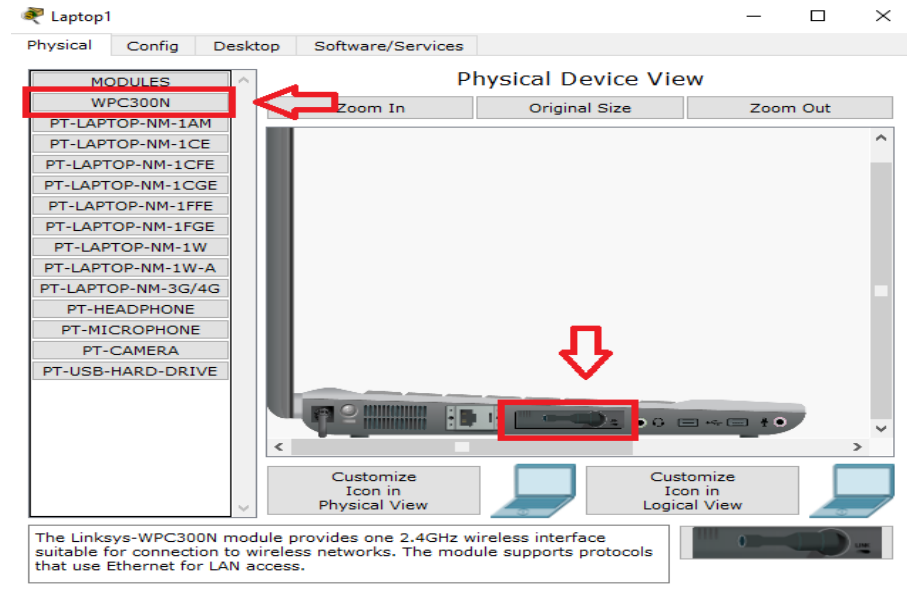 Laptop1
Physical Config Desktop Software/Services
MODULES
WPC300N
PT-LAPTOP-NM-1AM
PT-LAPTOP-NM-1CE
PT-LAPTOP-NM-1CFE
PT-LAPTOP-NM-1CGE
PT-LAPTOP-NM-1FFE
PT-LAPTOP-NM-1FGE
PT-LAPTOP-NM-1W
PT-LAPTOP-NM-1W-A
PT-LAPTOP-NM-3G/4G
PT-HEADPHONE
PT-MICROPHONE
PT-CAMERA
PT-USB-HARD-DRIVE
Physical Device View
Zoom In Original Size Zoom Out
Customize
Icon in
Physical View
Customize
Icon in
Logical View
The Linksys-WPC300N module provides one 2.4GHz wireless interface
suitable for connection to wireless networks. The module supports protocols
that use Ethernet for LAN access.